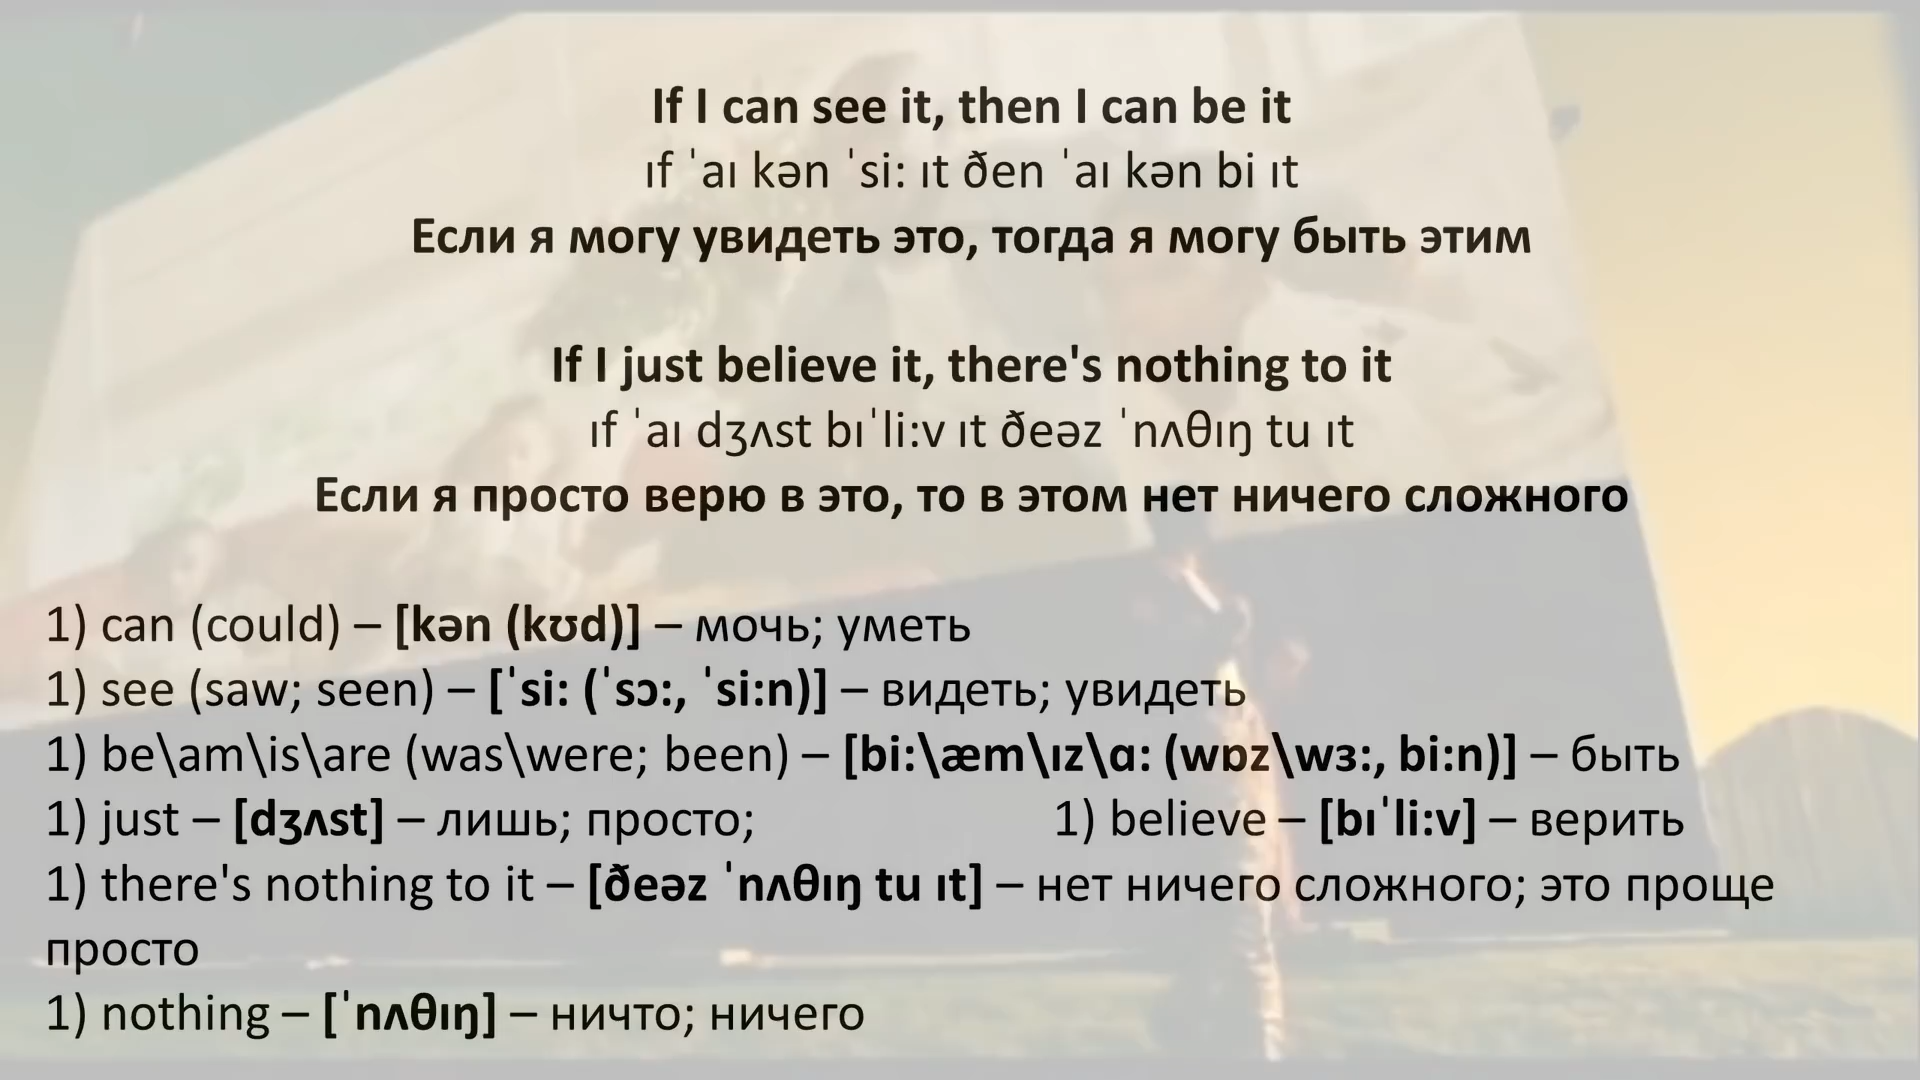 If I can see it, then I can be it
ɪf ˈaɪ kən ˈsiː ɪt ðen ˈaɪ kən bi ɪt
Если я могу увидеть это, тогда я могу быть этим
If I just believe it, there's nothing to it
ɪf ˈaɪ dʒʌst bɪˈliːv ɪt ðeəz ˈnʌθɪŋ tu ɪt
Если я просто верю в это, то в этом нет ничего сложного
1) can (could) – [kən (kʊd)] – мочь; уметь
1) see (saw; seen) – [ˈsiː (ˈsɔː, ˈsiːn)] – видеть; увидеть
1) be\am\is\are (was\were; been) – [biː\æm\ɪz\ɑː (wɒz\wɜː, biːn)] – быть
1) just – [dʒʌst] – лишь; просто; 1) believe – [bɪˈliːv] – верить
1) there's nothing to it – [ðeəz ˈnʌθɪŋ tu ɪt] – нет ничего сложного; это проще
просто
1) nothing – [ˈnʌθɪŋ] – ничто; ничего